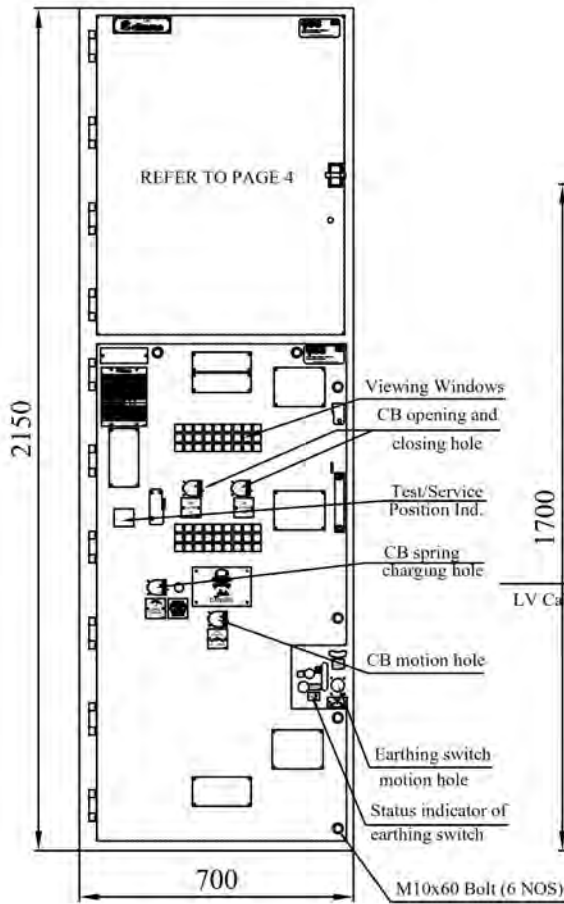 REFER TO PAGE 4
2150
1700
Viewing Windows
CB opening and
closing hole
Test/Service
Position Ind.
CB spring
charging hole
LV Ca
CB motion hole
Earthing switch
motion hole
Status indicator of
earthing switch
M10x60 Bolt (6 NOS)
700